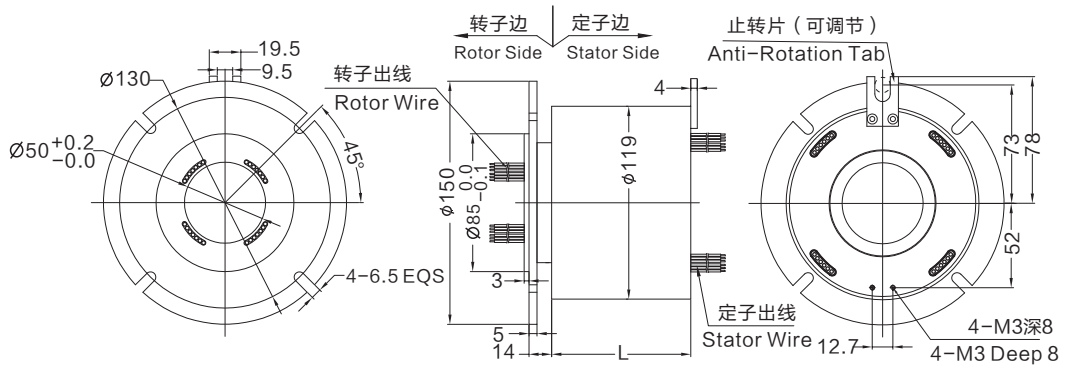 19.5
9.5
Ø130
Ø50+0.2
-0.0
45°
4-6.5 EQS
转子边
Rotor Side
定子边
Stator Side
转子出线
Rotor Wire
ϕ150
Ø85-0.0
-0.1
3
5
14
L
ϕ119
4
定子出线
Stator Wire
止转片（可调节）
Anti-Rotation Tab
73
78
52
12.7
4-M3深8
4-M3 Deep 8